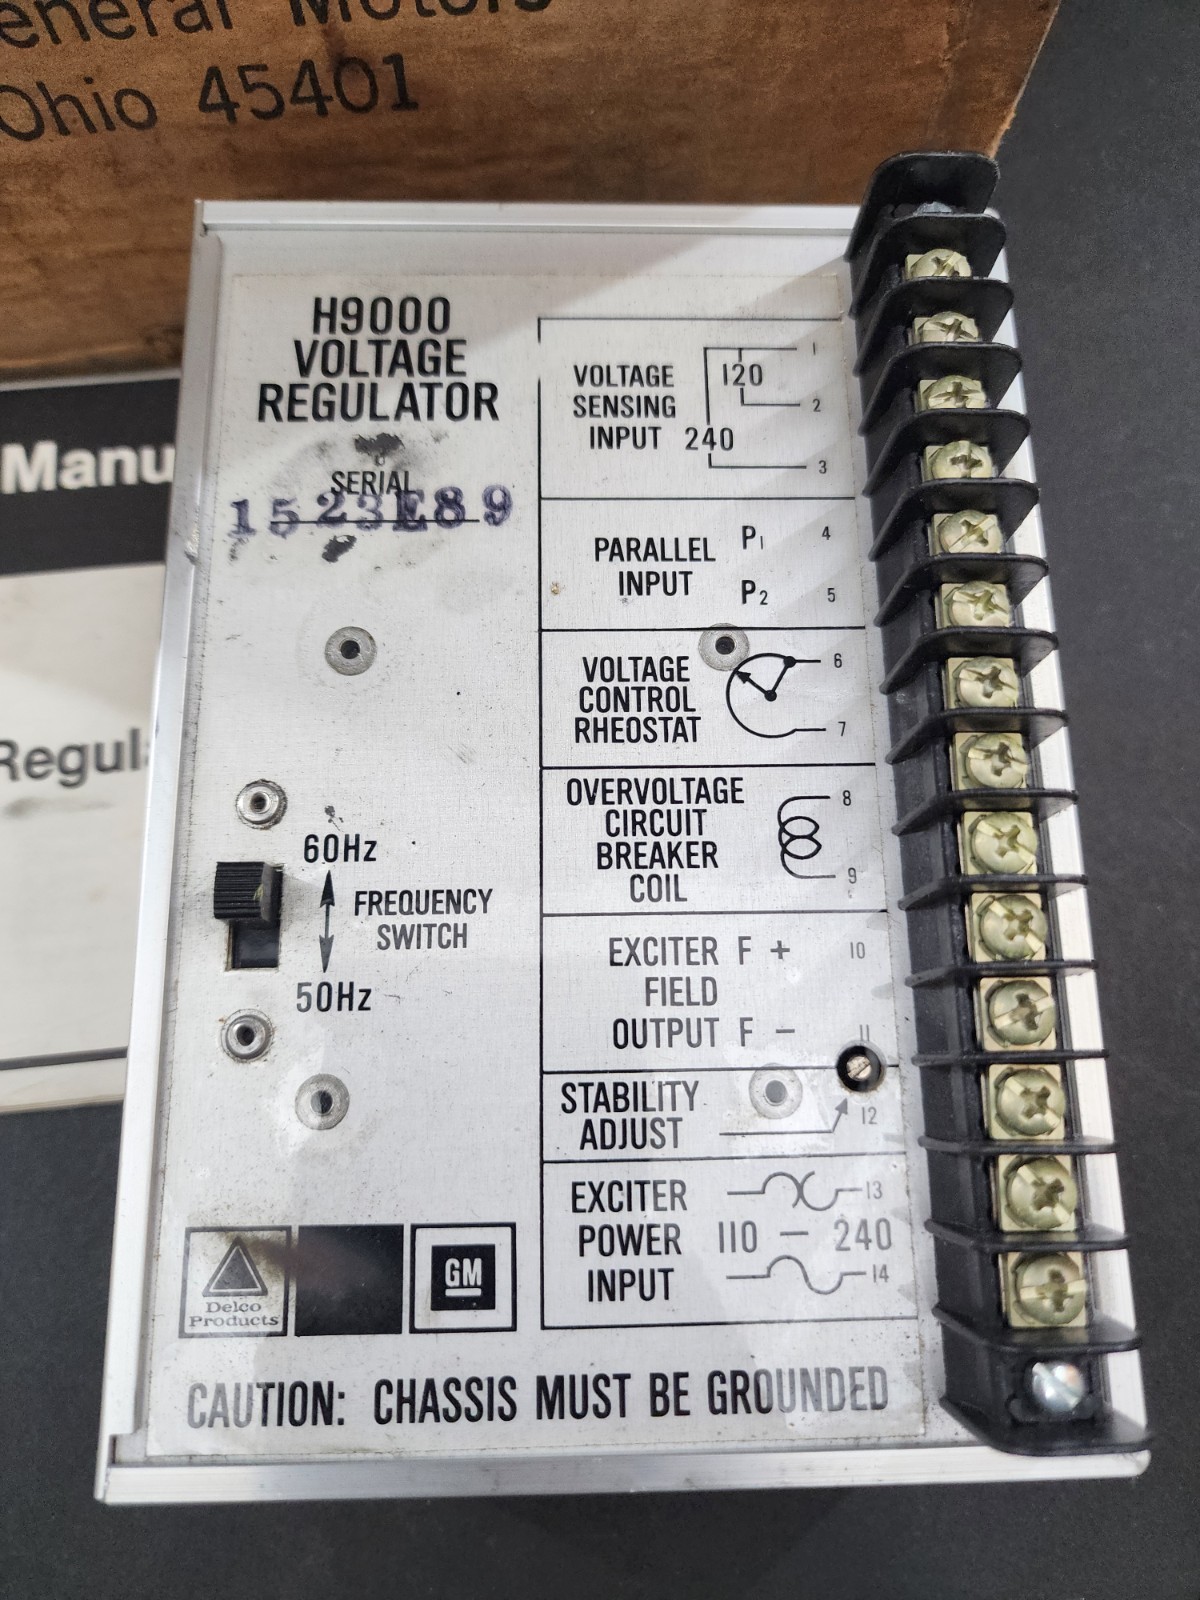 General Motors
Ohio 45401
Manu
Regul
H9000
VOLTAGE
REGULATOR
SERIAL
1523E89
60Hz
FREQUENCY
SWITCH
50Hz
Delco
Products
GM
VOLTAGE
SENSING
INPUT
120
240
1
2
3
PARALLEL
INPUT
P1
4
P2
5
VOLTAGE
CONTROL
RHEOSTAT
6
7
OVERVOLTAGE
CIRCUIT
BREAKER
COIL
8
9
EXCITER F + 10
FIELD
OUTPUT F – 11
STABILITY
ADJUST
12
EXCITER
POWER
INPUT
13
110 – 240
14
CAUTION: CHASSIS MUST BE GROUNDED